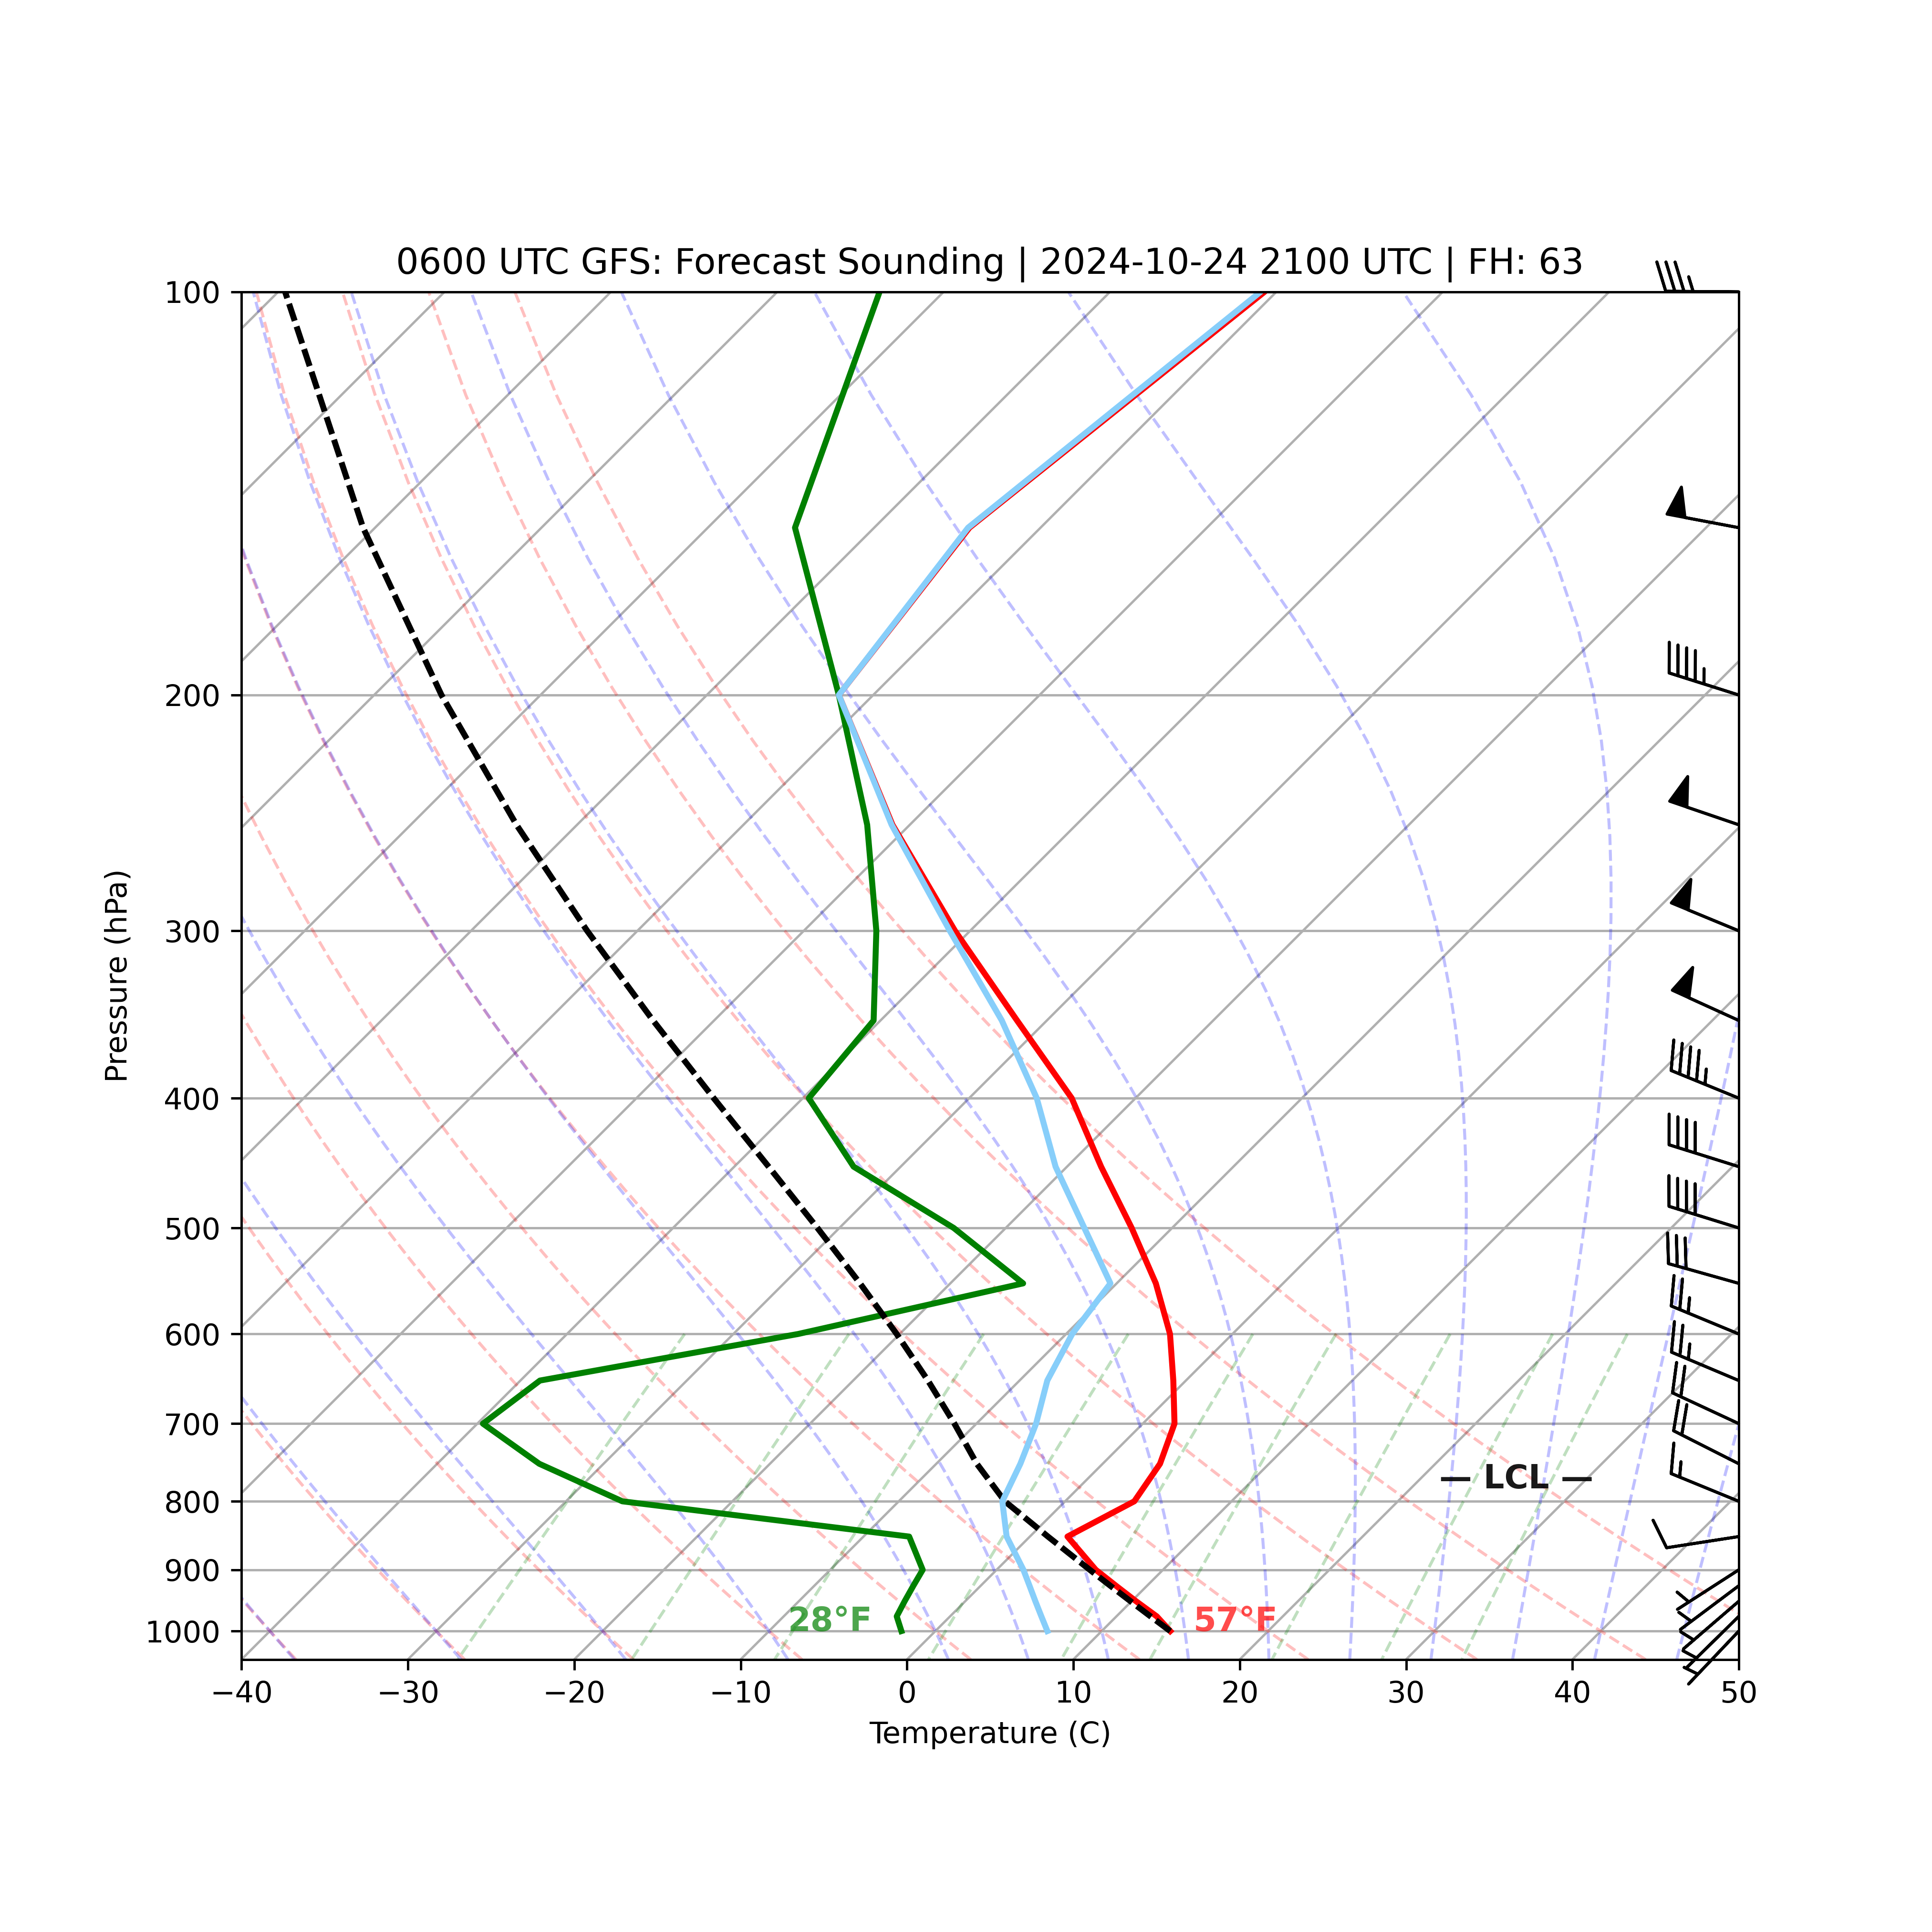 0600 UTC GFS: Forecast Sounding | 2024-10-24 2100 UTC | FH: 63
100
200
300
400
500
600
700
800
900
1000
Pressure (hPa)
— LCL —
28°F
57°F
−40 −30 −20 −10 0 10 20 30 40 50
Temperature (C)